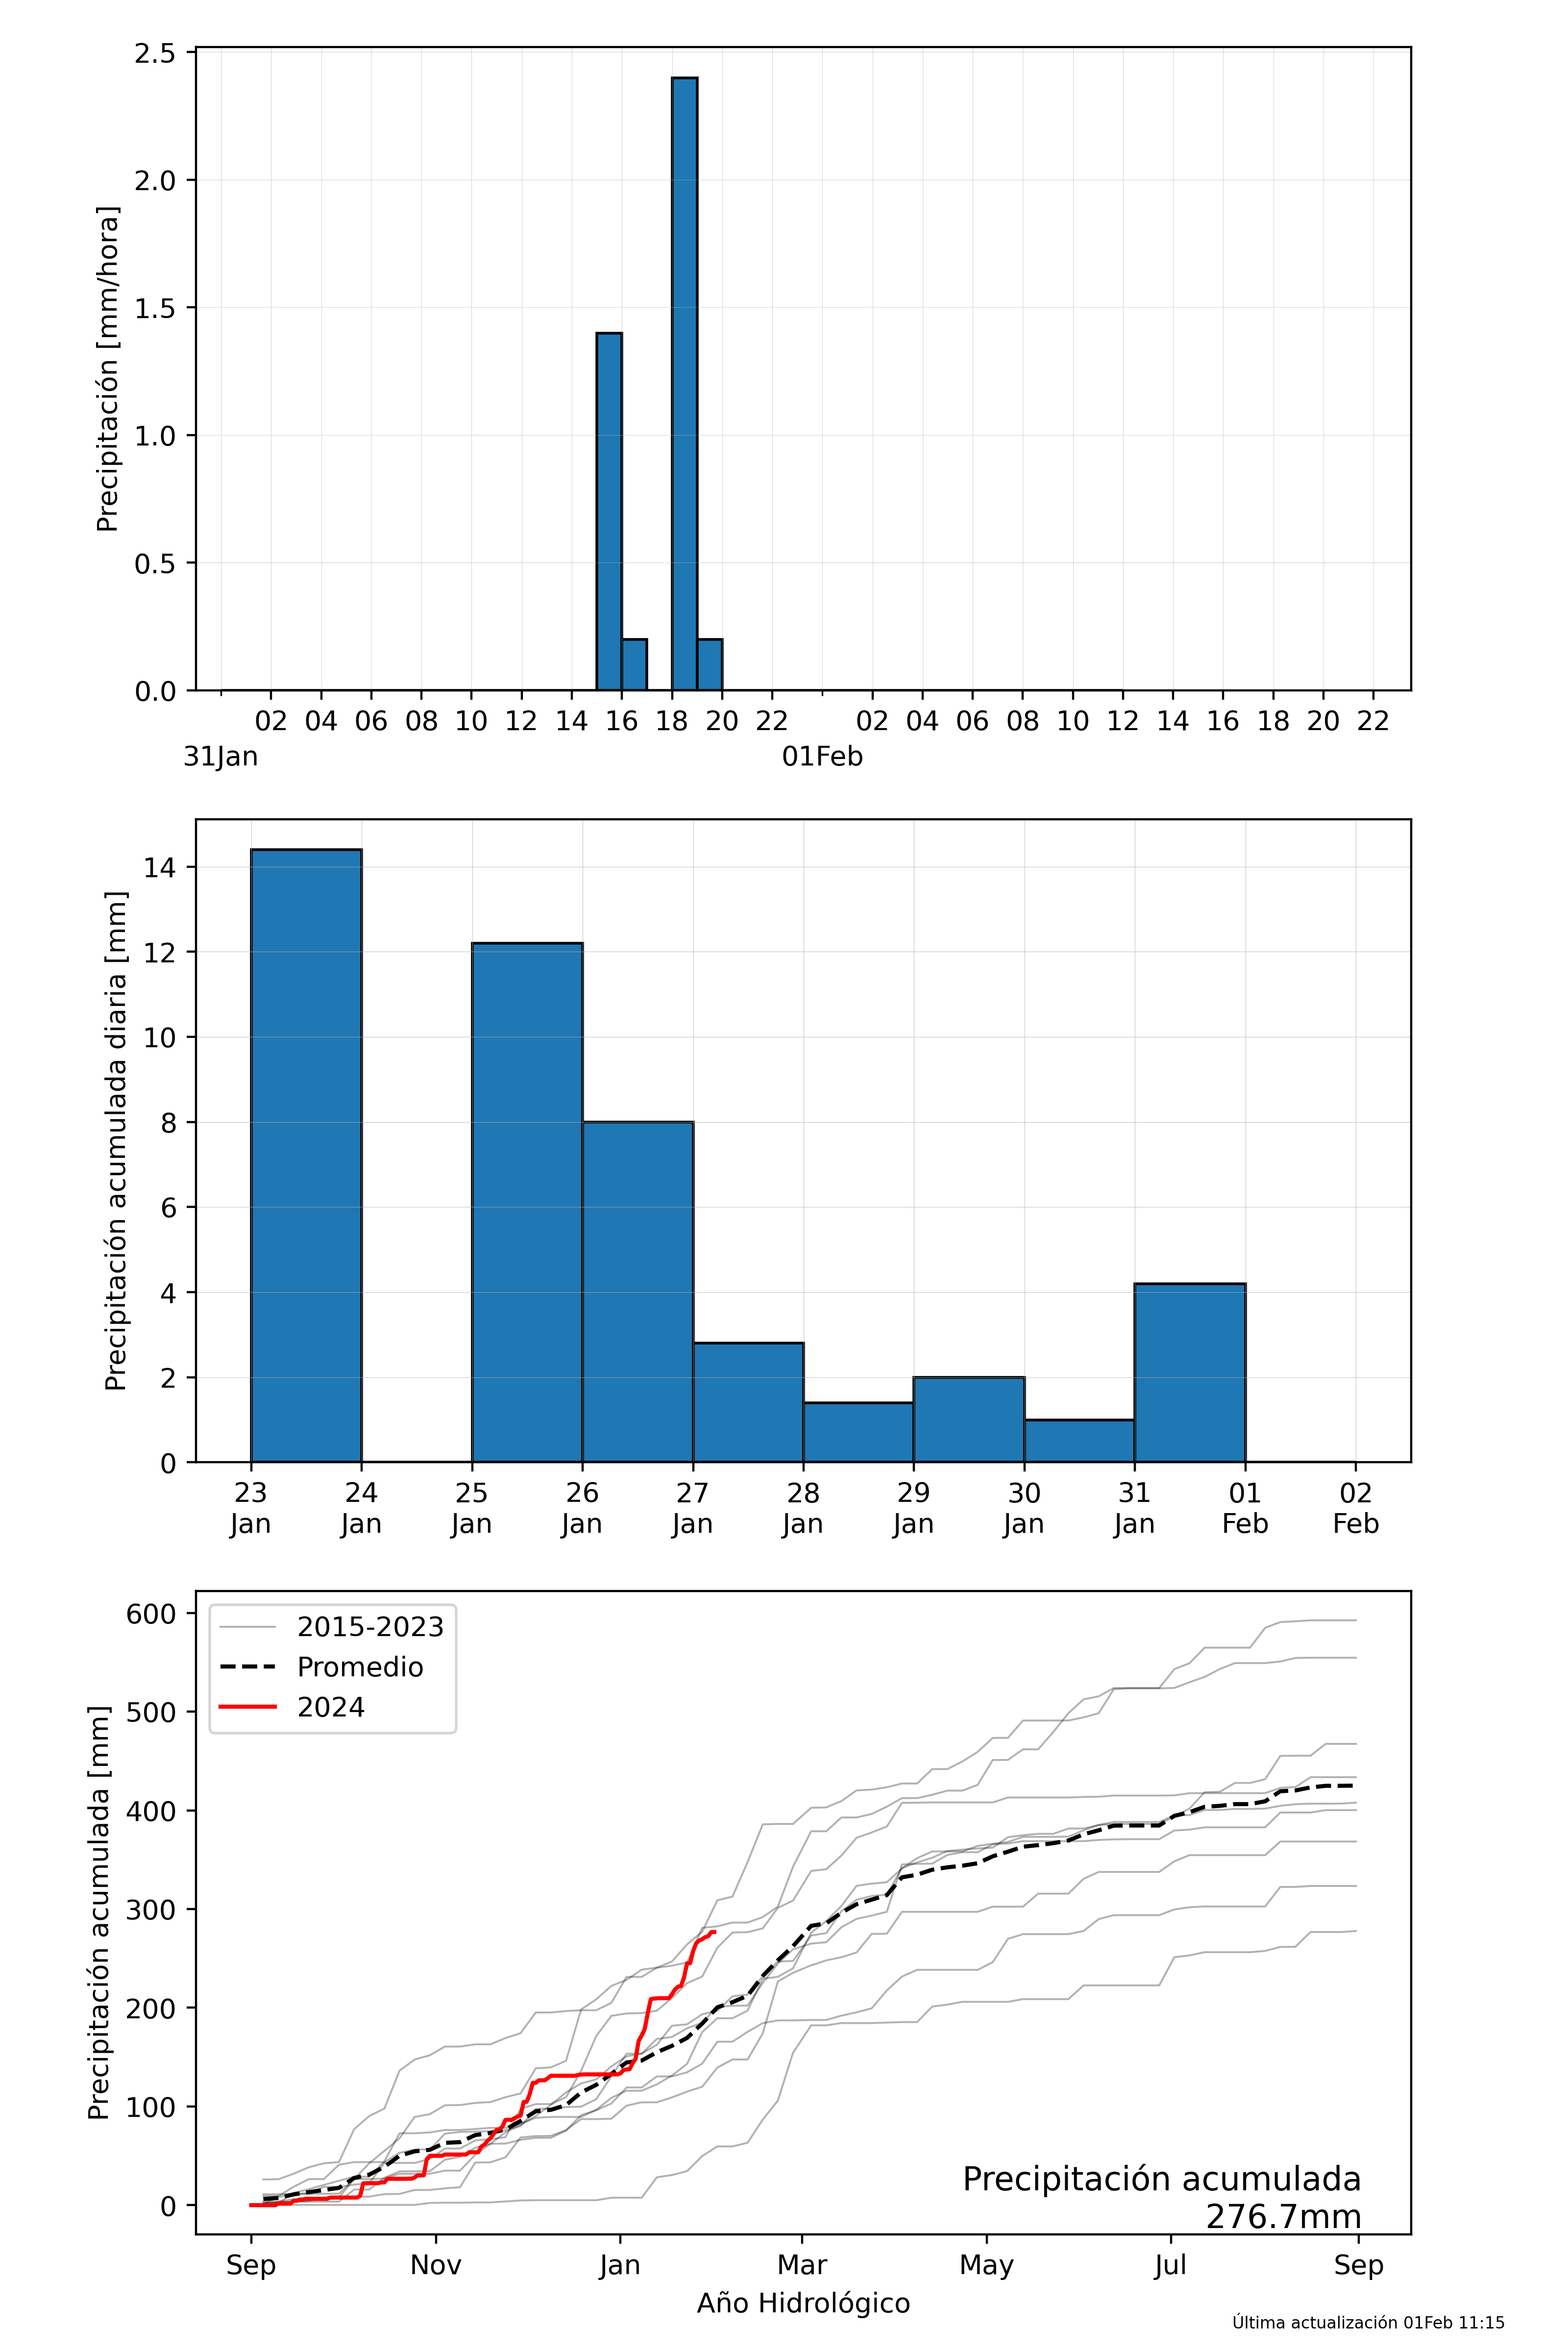 2.5
2.0
1.5
1.0
0.5
0.0
Precipitación [mm/hora]
02 04 06 08 10 12 14 16 18 20 22 02 04 06 08 10 12 14 16 18 20 22
31Jan 01Feb
14
12
10
8
6
4
2
0
Precipitación acumulada diaria [mm]
23 24 25 26 27 28 29 30 31 01 02
Jan Jan Jan Jan Jan Jan Jan Jan Jan Feb Feb
600
500
400
300
200
100
0
Precipitación acumulada [mm]
2015-2023
Promedio
2024
Precipitación acumulada
276.7mm
Sep Nov Jan Mar May Jul Sep
Año Hidrológico
Última actualización 01Feb 11:15